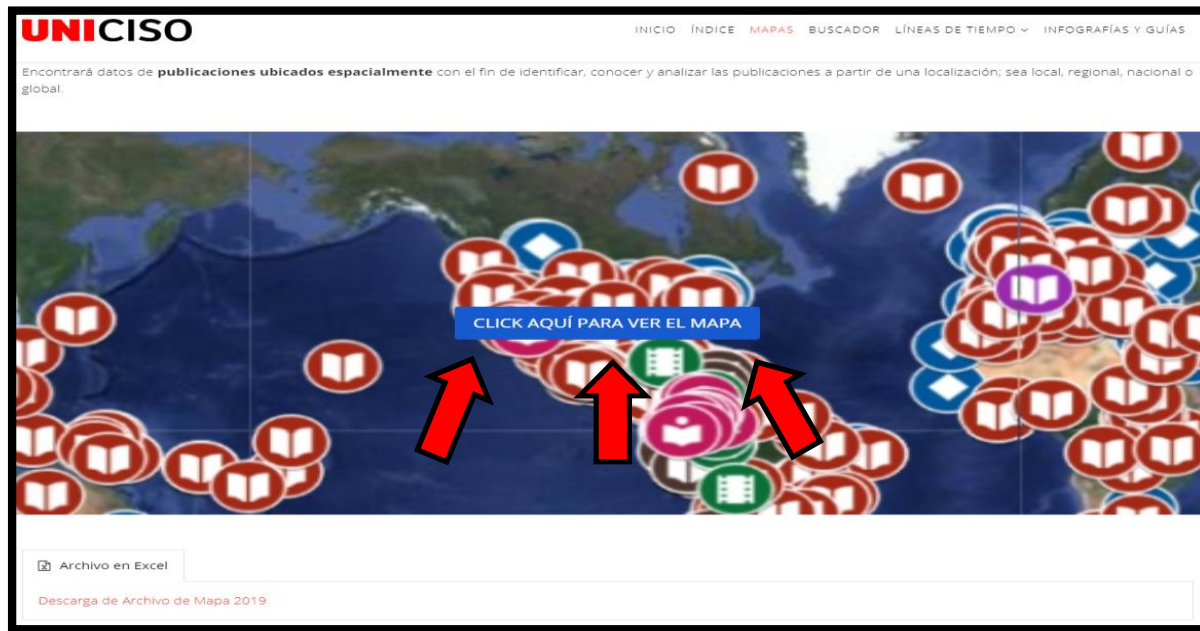 UNICISO
INICIO ÍNDICE MAPAS BUSCADOR LÍNEAS DE TIEMPO INFOGRAFÍAS Y GUÍAS
Encontrará datos de publicaciones ubicados espacialmente con el fin de identificar, conocer y analizar las publicaciones a partir de una localización; sea local, regional, nacional o
global.
CLICK AQUÍ PARA VER EL MAPA
Archivo en Excel
Descarga de Archivo de Mapa 2019